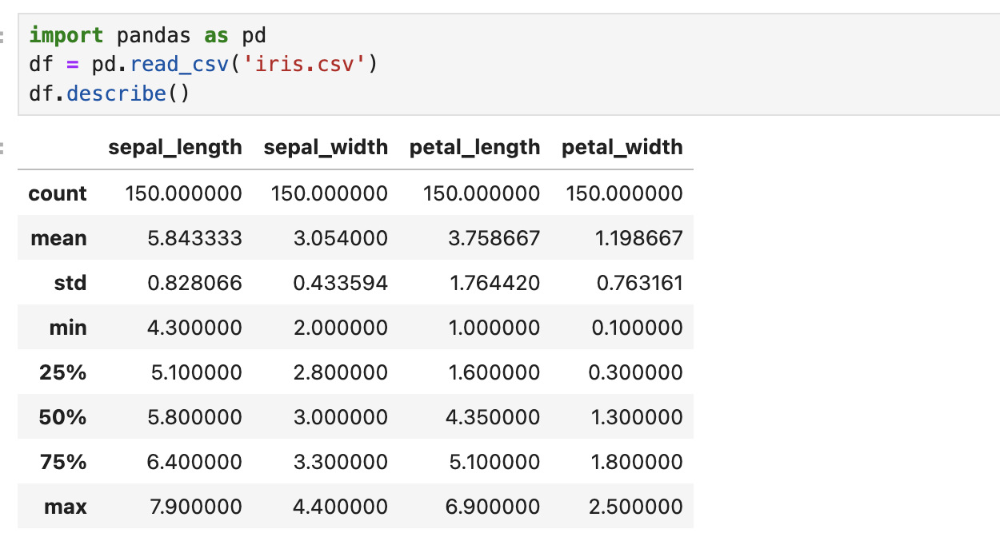 import pandas as pd
df = pd.read_csv('iris.csv')
df.describe()
sepal_length sepal_width petal_length petal_width
count 150.000000 150.000000 150.000000 150.000000
mean 5.843333 3.054000 3.758667 1.198667
std 0.828066 0.433594 1.764420 0.763161
min 4.300000 2.000000 1.000000 0.100000
25% 5.100000 2.800000 1.600000 0.300000
50% 5.800000 3.000000 4.350000 1.300000
75% 6.400000 3.300000 5.100000 1.800000
max 7.900000 4.400000 6.900000 2.500000